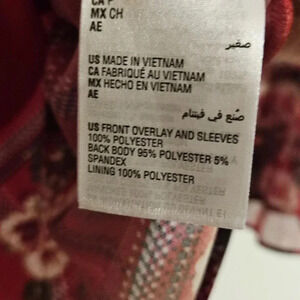 CA P
MX CH
AE
صغير
US MADE IN VIETNAM
CA FABRIQUÉ AU VIETNAM
MX HECHO EN VIETNAM
AE
صُنع في فيتنام
US FRONT OVERLAY AND SLEEVES
100% POLYESTER
BACK BODY 95% POLYESTER 5%
SPANDEX
LINING 100% POLYESTER